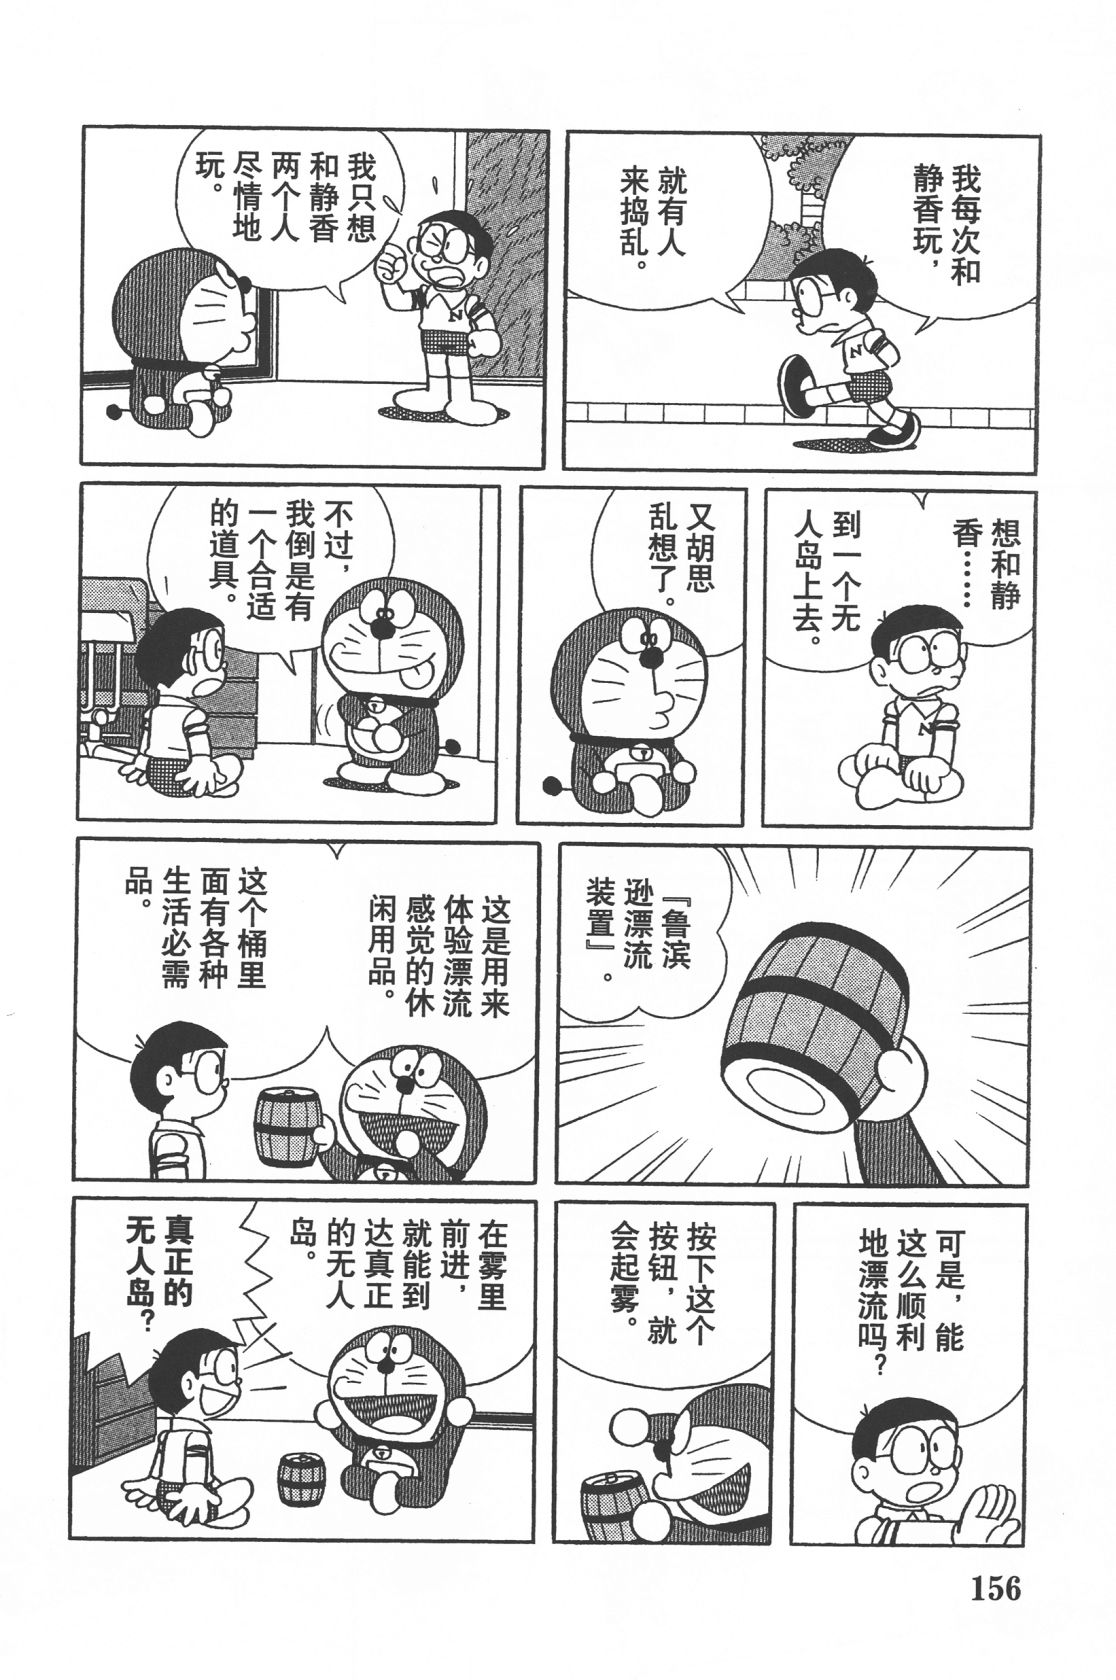 我每次和
静香玩，
就有人
来捣乱。
我只想
和静香
两个人
尽情地
玩。
想和静
香……
到一个无
人岛上去。
又胡思
乱想了。
不过，
我倒是有
一个合适
的道具。
『鲁滨
逊漂流
装置』。
这是用来
体验漂流
感觉的休
闲用品。
这个桶里
面有各种
生活必需
品。
可是，能
这么顺利
地漂流吗？
按下这个
按钮，就
会起雾。
在雾里
前进，
就能到
达真正
的无人
岛。
真正的
无人岛？
156